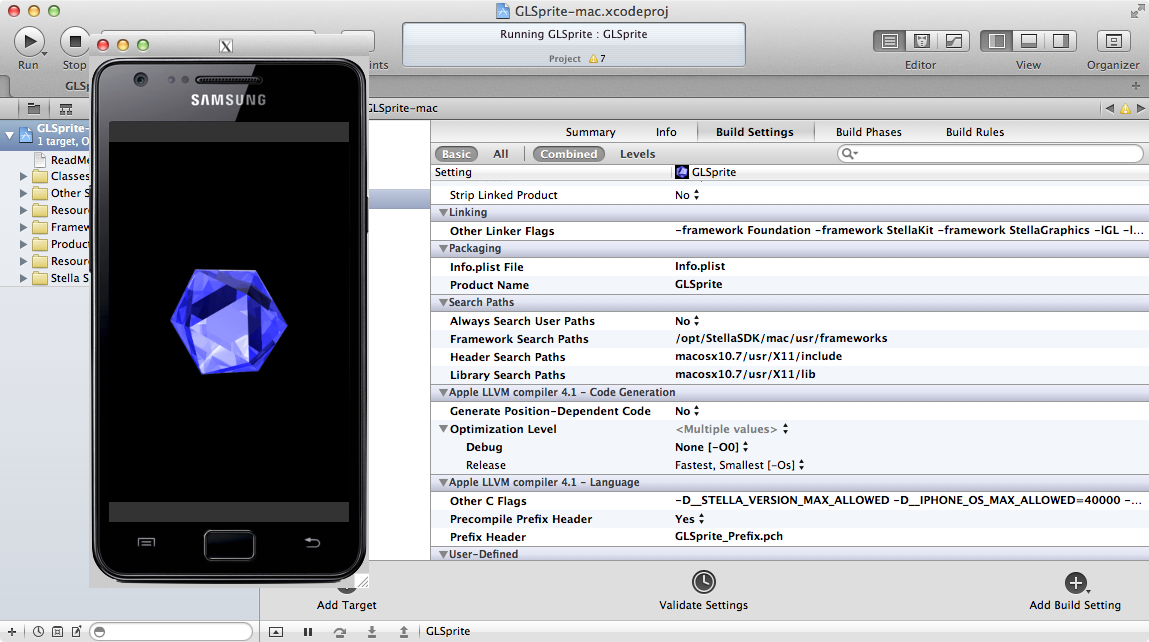 GLSprite-mac.xcodeproj
Run
Stop
Running GLSprite : GLSprite
Project 7
Editor
View
Organizer
GLSprite-mac
GLSprite-
1 target,
Classes
Other
Stella
SAMSUNG
Summary Info Build Settings Build Phases Build Rules
Basic All Combined Levels
Setting GLSprite
Strip Linked Product No
Linking
Other Linker Flags -framework Foundation -framework StellaKit -framework StellaGraphics -lGL -l...
Packaging
Info.plist File Info.plist
Product Name GLSprite
Search Paths
Always Search User Paths No
Framework Search Paths /opt/StellaSDK/mac/usr/frameworks
Header Search Paths macosx10.7/usr/X11/include
Library Search Paths macosx10.7/usr/X11/lib
Apple LLVM compiler 4.1 - Code Generation
Generate Position-Dependent Code No
Optimization Level <Multiple values>
Debug None [-O0]
Release Fastest, Smallest [-Os]
Apple LLVM compiler 4.1 - Language
Other C Flags -D__STELLA_VERSION_MAX_ALLOWED -D__IPHONE_OS_MAX_ALLOWED=40000 -...
Precompile Prefix Header Yes
Prefix Header GLSprite_Prefix.pch
User-Defined
Add Target
Validate Settings
Add Build Setting
GLSprite